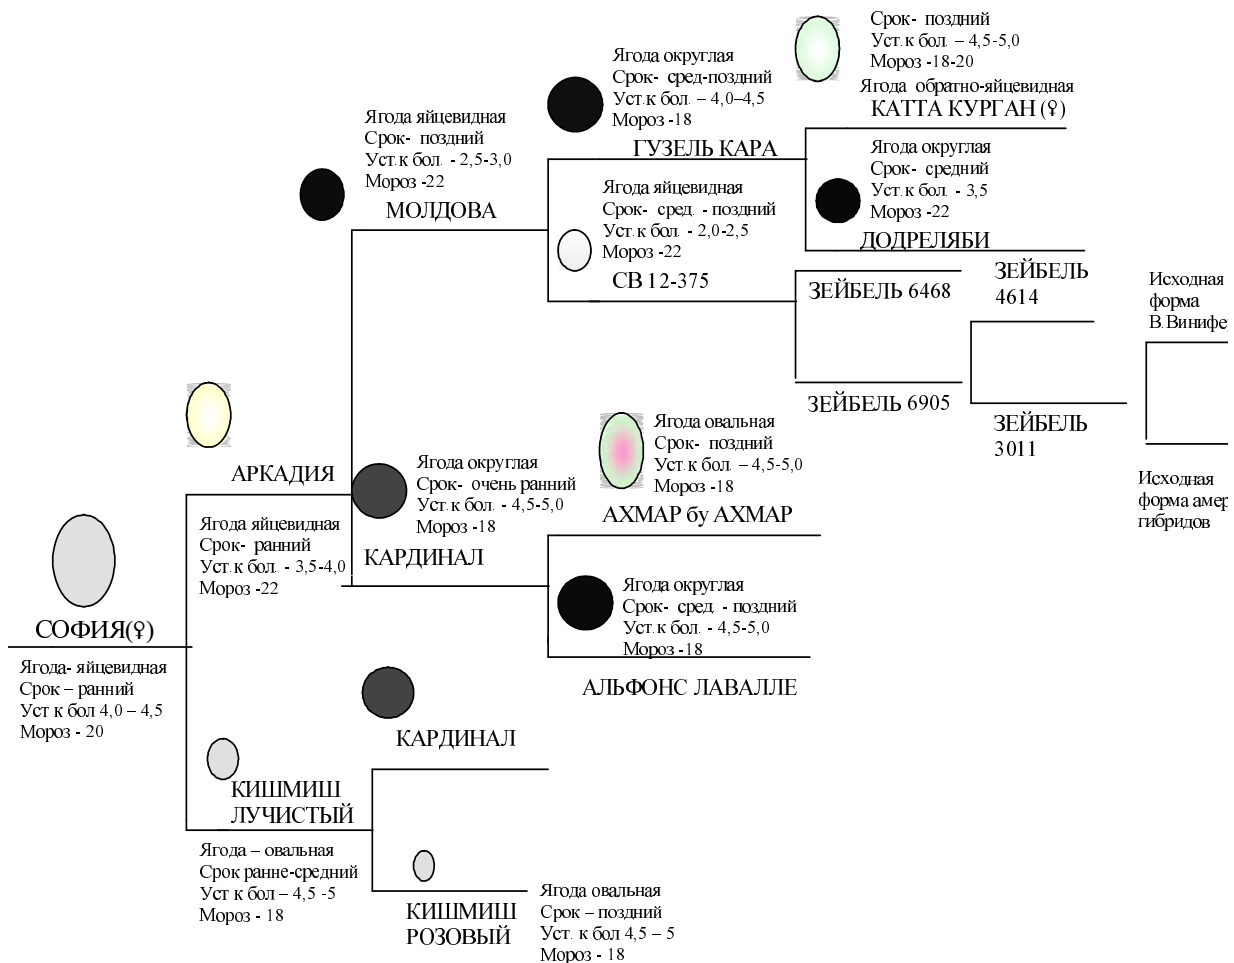 Срок- поздний
Уст.к бол. – 4,5-5,0
Мороз -18-20
Ягода обратно-яйцевидная
КАТТА КУРГАН (♀)
Ягода округлая
Срок- сред-поздний
Уст.к бол. – 4,0–4,5
Мороз -18
ГУЗЕЛЬ КАРА
Ягода яйцевидная
Срок- поздний
Уст.к бол. - 2,5-3,0
Мороз -22
МОЛДОВА
Ягода округлая
Срок- средний
Уст.к бол. - 3,5
Мороз -22
ДОДРЕЛЯБИ
Ягода яйцевидная
Срок- сред. - поздний
Уст.к бол. - 2,0-2,5
Мороз -22
СВ 12-375
ЗЕЙБЕЛЬ 6468
ЗЕЙБЕЛЬ
4614
Исходная
форма
В.Винифе
ЗЕЙБЕЛЬ 6905
ЗЕЙБЕЛЬ
3011
Исходная
форма амер
гибридов
Ягода овальная
Срок- поздний
Уст.к бол. – 4,5-5,0
Мороз -18
АХМАР бу АХМАР
АРКАДИЯ
Ягода яйцевидная
Срок- ранний
Уст.к бол. - 3,5-4,0
Мороз -22
Ягода округлая
Срок- очень ранний
Уст.к бол. - 4,5-5,0
Мороз -18
КАРДИНАЛ
Ягода округлая
Срок- сред. - поздний
Уст.к бол. - 4,5-5,0
Мороз -18
АЛЬФОНС ЛАВАЛЛЕ
СОФИЯ(♀)
Ягода- яйцевидная
Срок – ранний
Уст к бол 4,0 – 4,5
Мороз - 20
КАРДИНАЛ
КИШМИШ
ЛУЧИСТЫЙ
Ягода – овальная
Срок ранне-средний
Уст к бол – 4,5 -5
Мороз - 18
КИШМИШ
РОЗОВЫЙ
Ягода овальная
Срок – поздний
Уст. к бол 4,5 – 5
Мороз - 18